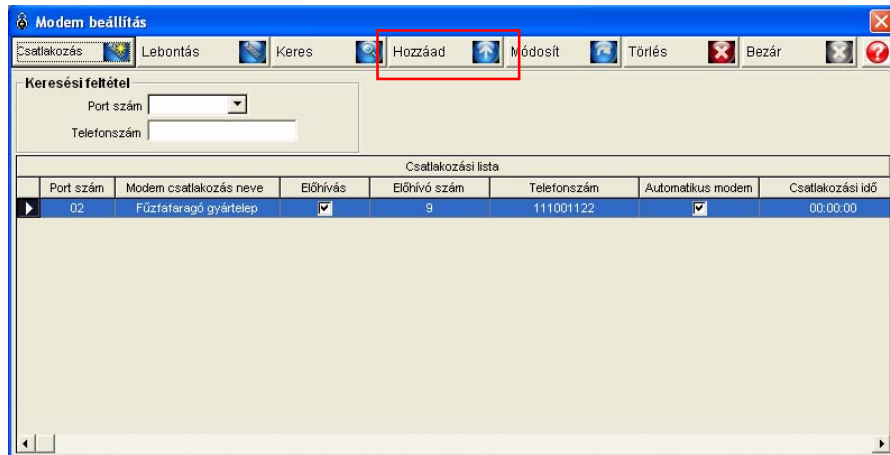 Modem beállítás
Csatlakozás Lebontás Keres Hozzáad Módosít Törlés Bezár ?
Keresési feltétel
Port szám
Telefonszám
Csatlakozási lista
Port szám Modem csatlakozás neve Előhívás Előhívó szám Telefonszám Automatikus modem Csatlakozási idő
02 Fűzfafaragó gyártelep 9 111001122 00:00:00